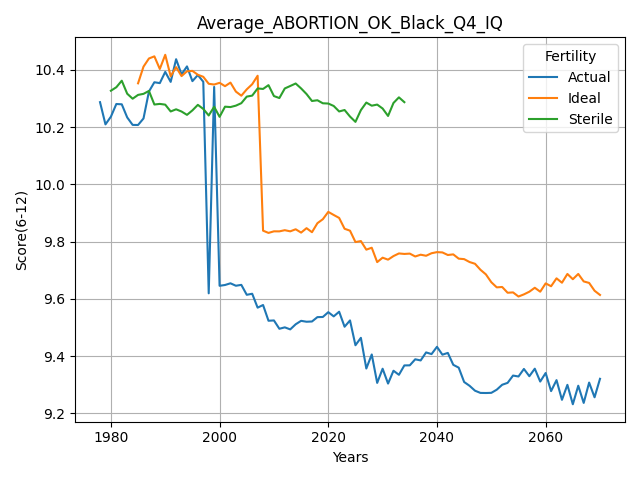 Average_ABORTION_OK_Black_Q4_IQ
Fertility
Actual
Ideal
Sterile
Score(6-12)
10.4
10.2
10.0
9.8
9.6
9.4
9.2
1980
2000
2020
2040
2060
Years